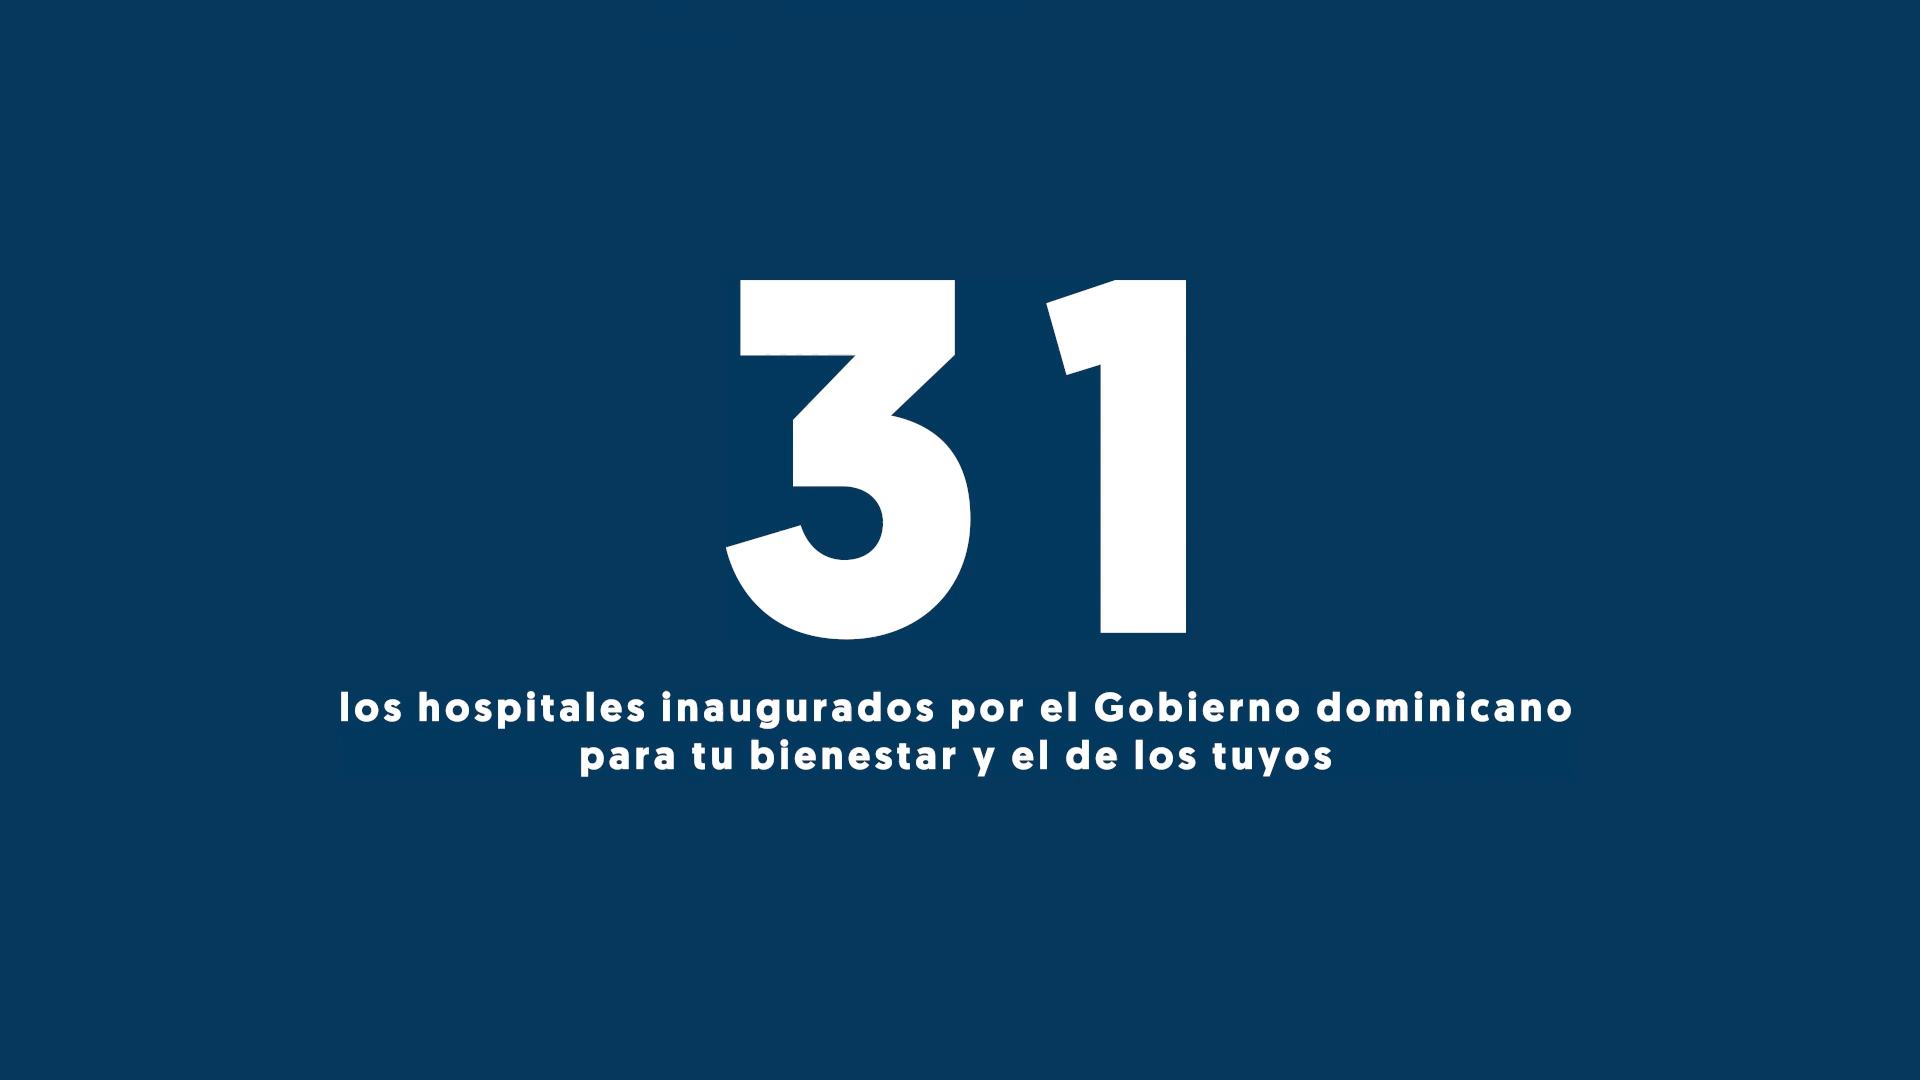 31
los hospitales inaugurados por el Gobierno dominicano
para tu bienestar y el de los tuyos